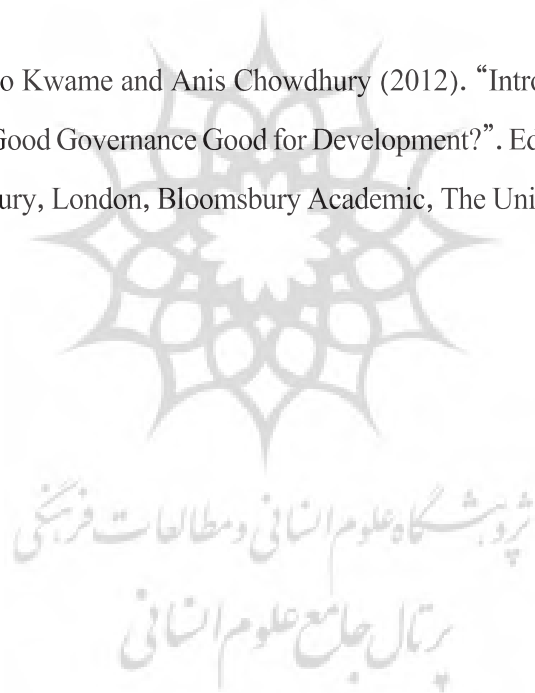 o Kwame and Anis Chowdhury (2012). “Intro
Good Governance Good for Development?”. Ed
ury, London, Bloomsbury Academic, The Uni
پژوهشگاه علوم انسانی و مطالعات فرهنگی
پرتال جامع علوم انسانی